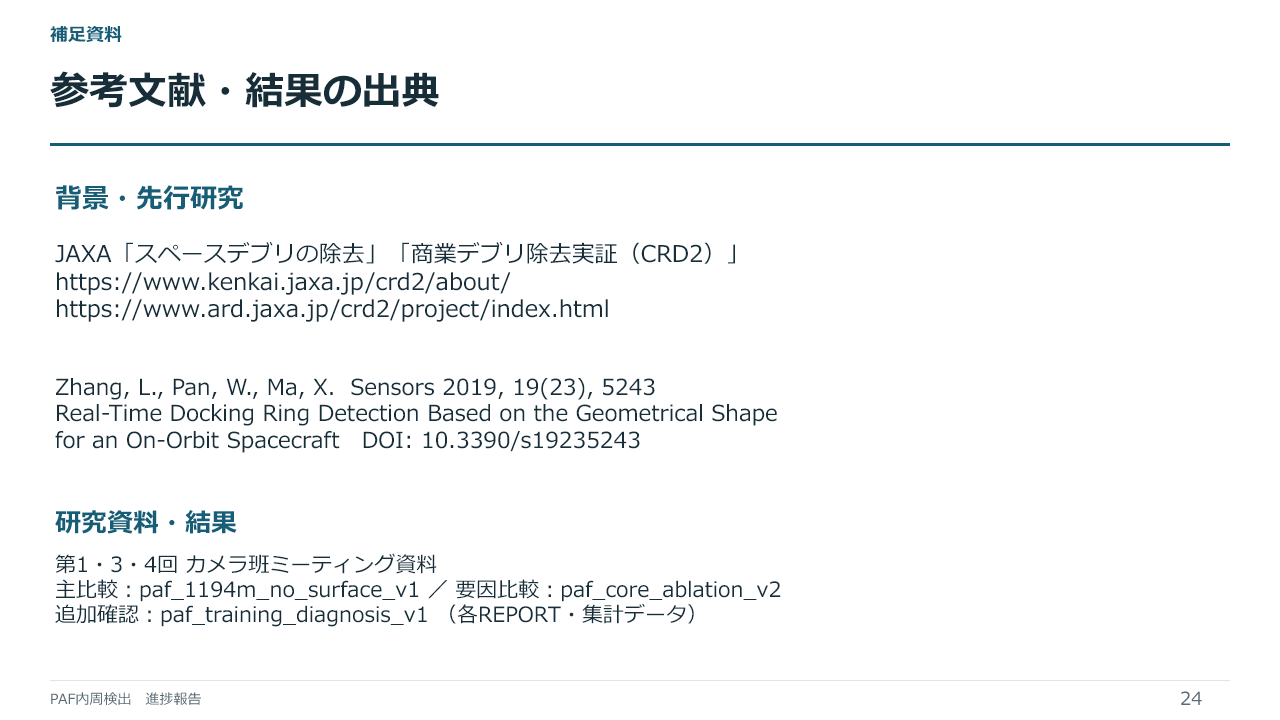 補足資料
参考文献・結果の出典
背景・先行研究
JAXA「スペースデブリの除去」「商業デブリ除去実証（CRD2）」
https://www.kenkai.jaxa.jp/crd2/about/
https://www.ard.jaxa.jp/crd2/project/index.html
Zhang, L., Pan, W., Ma, X.  Sensors 2019, 19(23), 5243
Real-Time Docking Ring Detection Based on the Geometrical Shape
for an On-Orbit Spacecraft   DOI: 10.3390/s19235243
研究資料・結果
第1・3・4回 カメラ班ミーティング資料
主比較：paf_1194m_no_surface_v1 ／ 要因比較：paf_core_ablation_v2
追加確認：paf_training_diagnosis_v1 （各REPORT・集計データ）
PAF内周検出　進捗報告
24